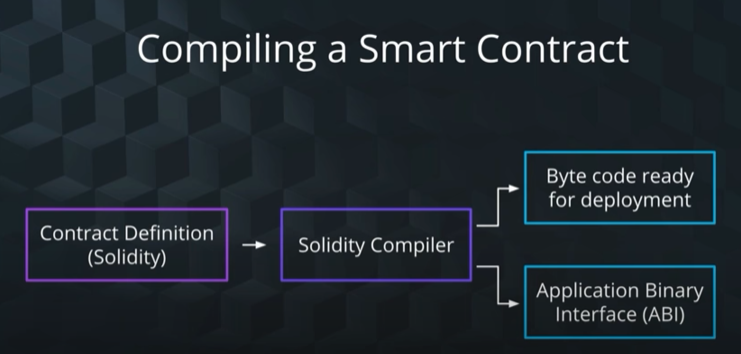 Compiling a Smart Contract
Contract Definition
(Solidity)
Solidity Compiler
Byte code ready
for deployment
Application Binary
Interface (ABI)